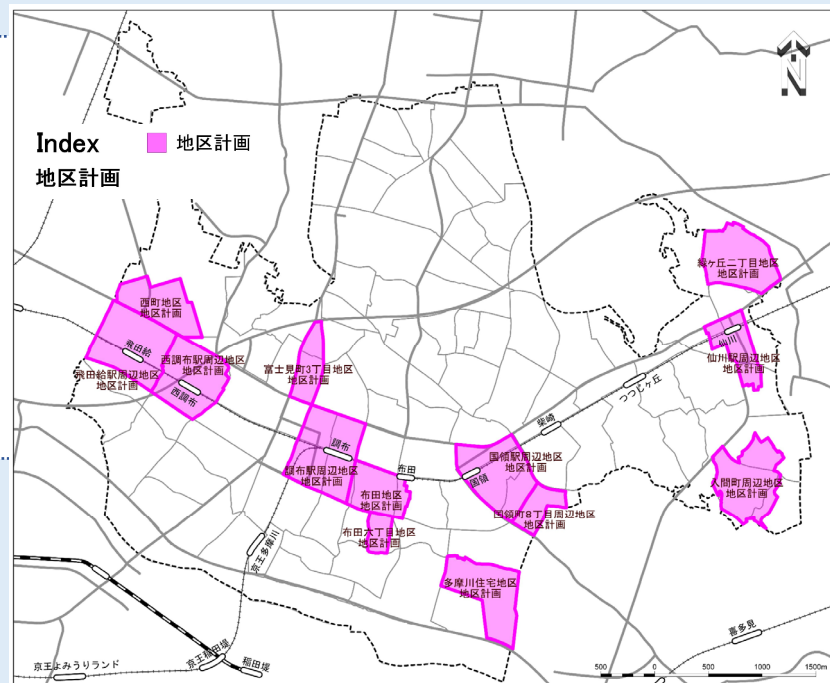 N
Index
地区計画
地区計画
緑ヶ丘二丁目地区
地区計画
西町地区
地区計画
飛田給
飛田給駅周辺地区
地区計画
西調布駅周辺地区
地区計画
西調布
富士見町3丁目地区
地区計画
仙川
仙川駅周辺地区
地区計画
つつじヶ丘
柴崎
調布
調布駅周辺地区
地区計画
布田
国領駅周辺地区
地区計画
国領
布田地区
地区計画
国領町8丁目周辺地区
地区計画
入間町周辺地区
地区計画
布田六丁目地区
地区計画
京王多摩川
多摩川住宅地区
地区計画
喜多見
京王よみうりランド
京王稲田堤
稲田堤
500 0 500 1000 1500m